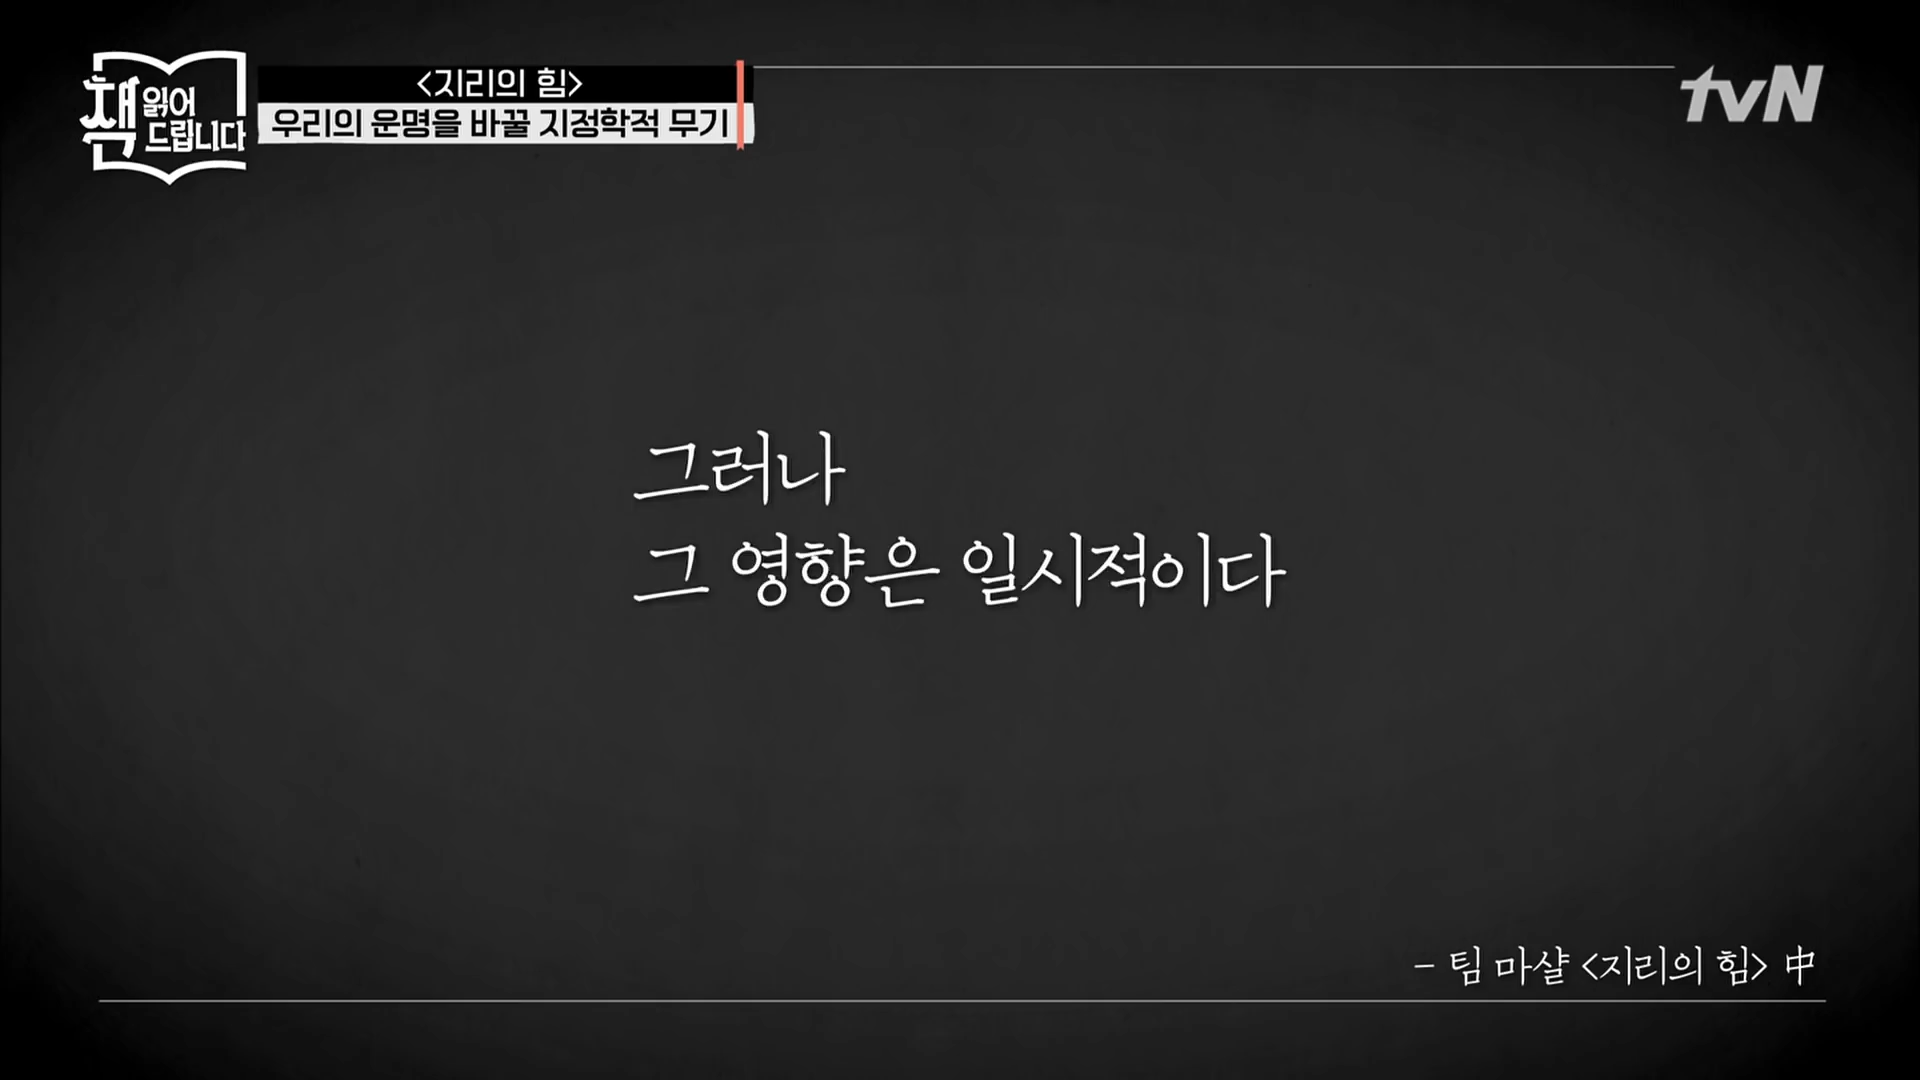 책 읽어
드립니다
<지리의 힘>
우리의 운명을 바꿀 지정학적 무기
tvN
그러나
그 영향은 일시적이다
- 팀 마샬 <지리의 힘> 中